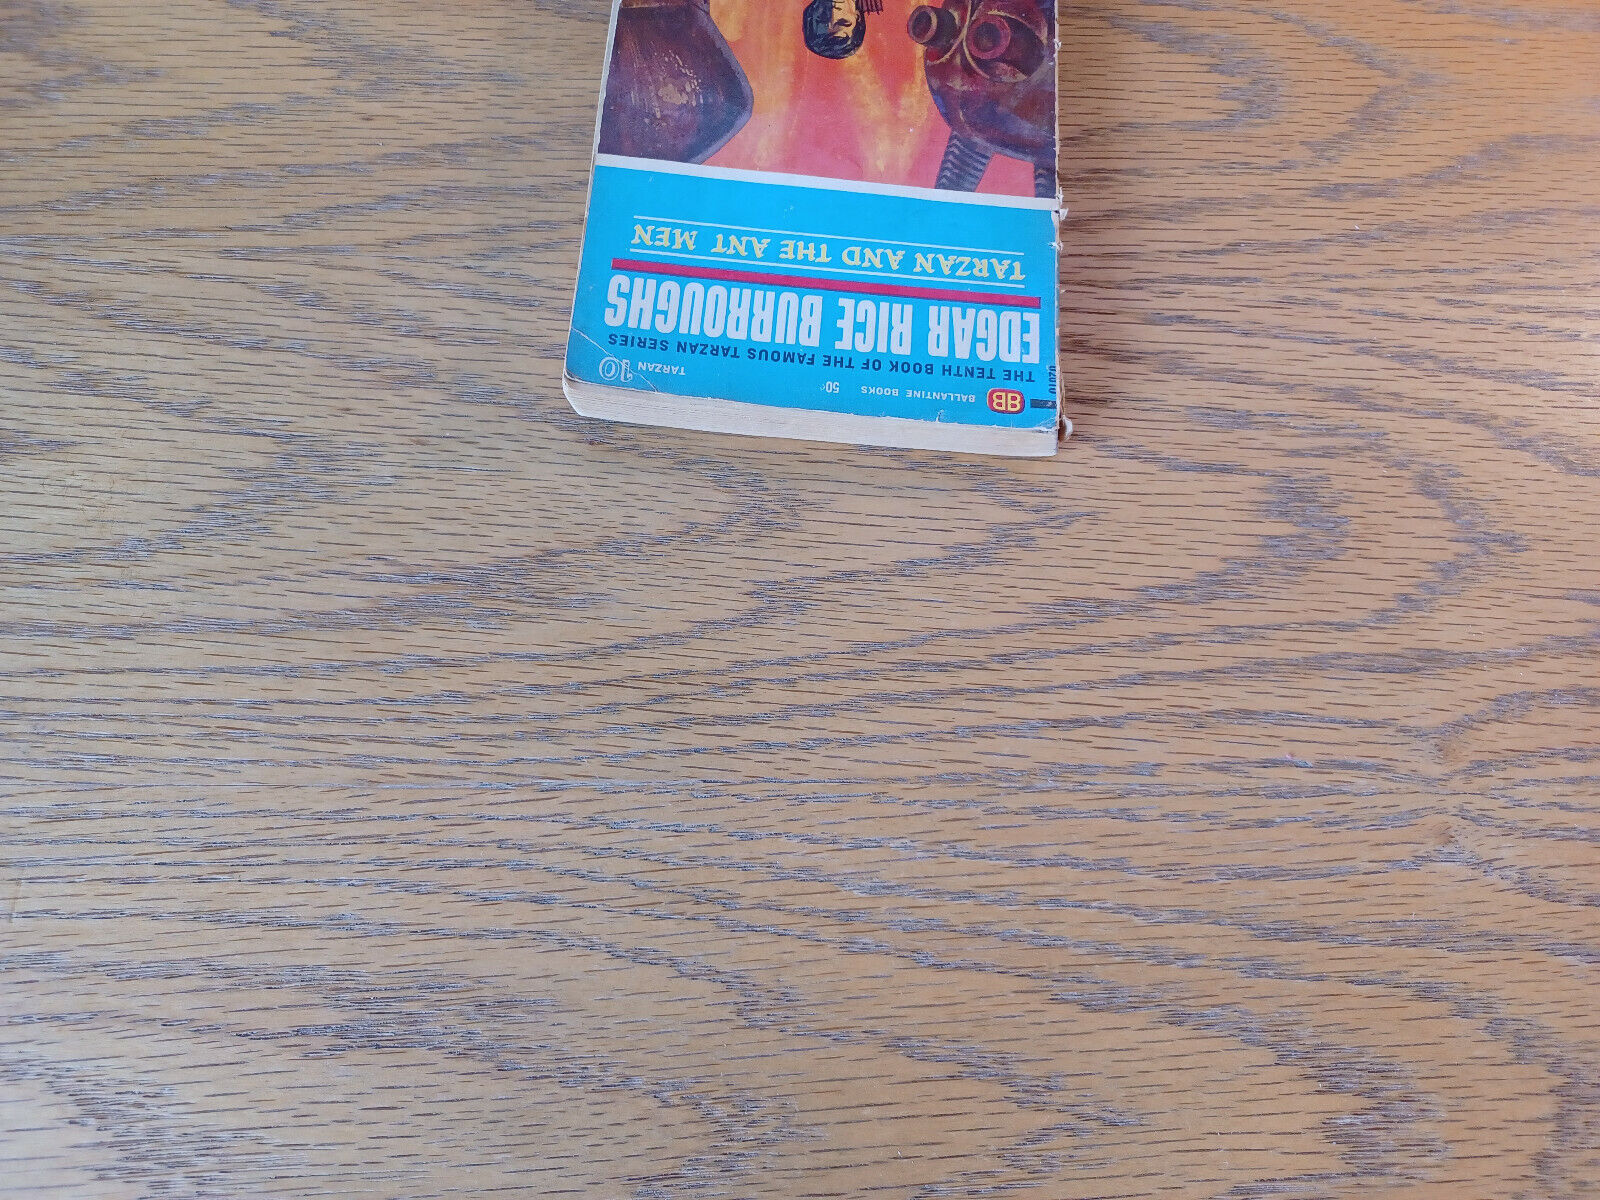 BB BALLANTINE BOOKS 50¢ TARZAN 10
THE TENTH BOOK OF THE FAMOUS TARZAN SERIES
EDGAR RICE BURROUGHS
TARZAN AND THE ANT MEN